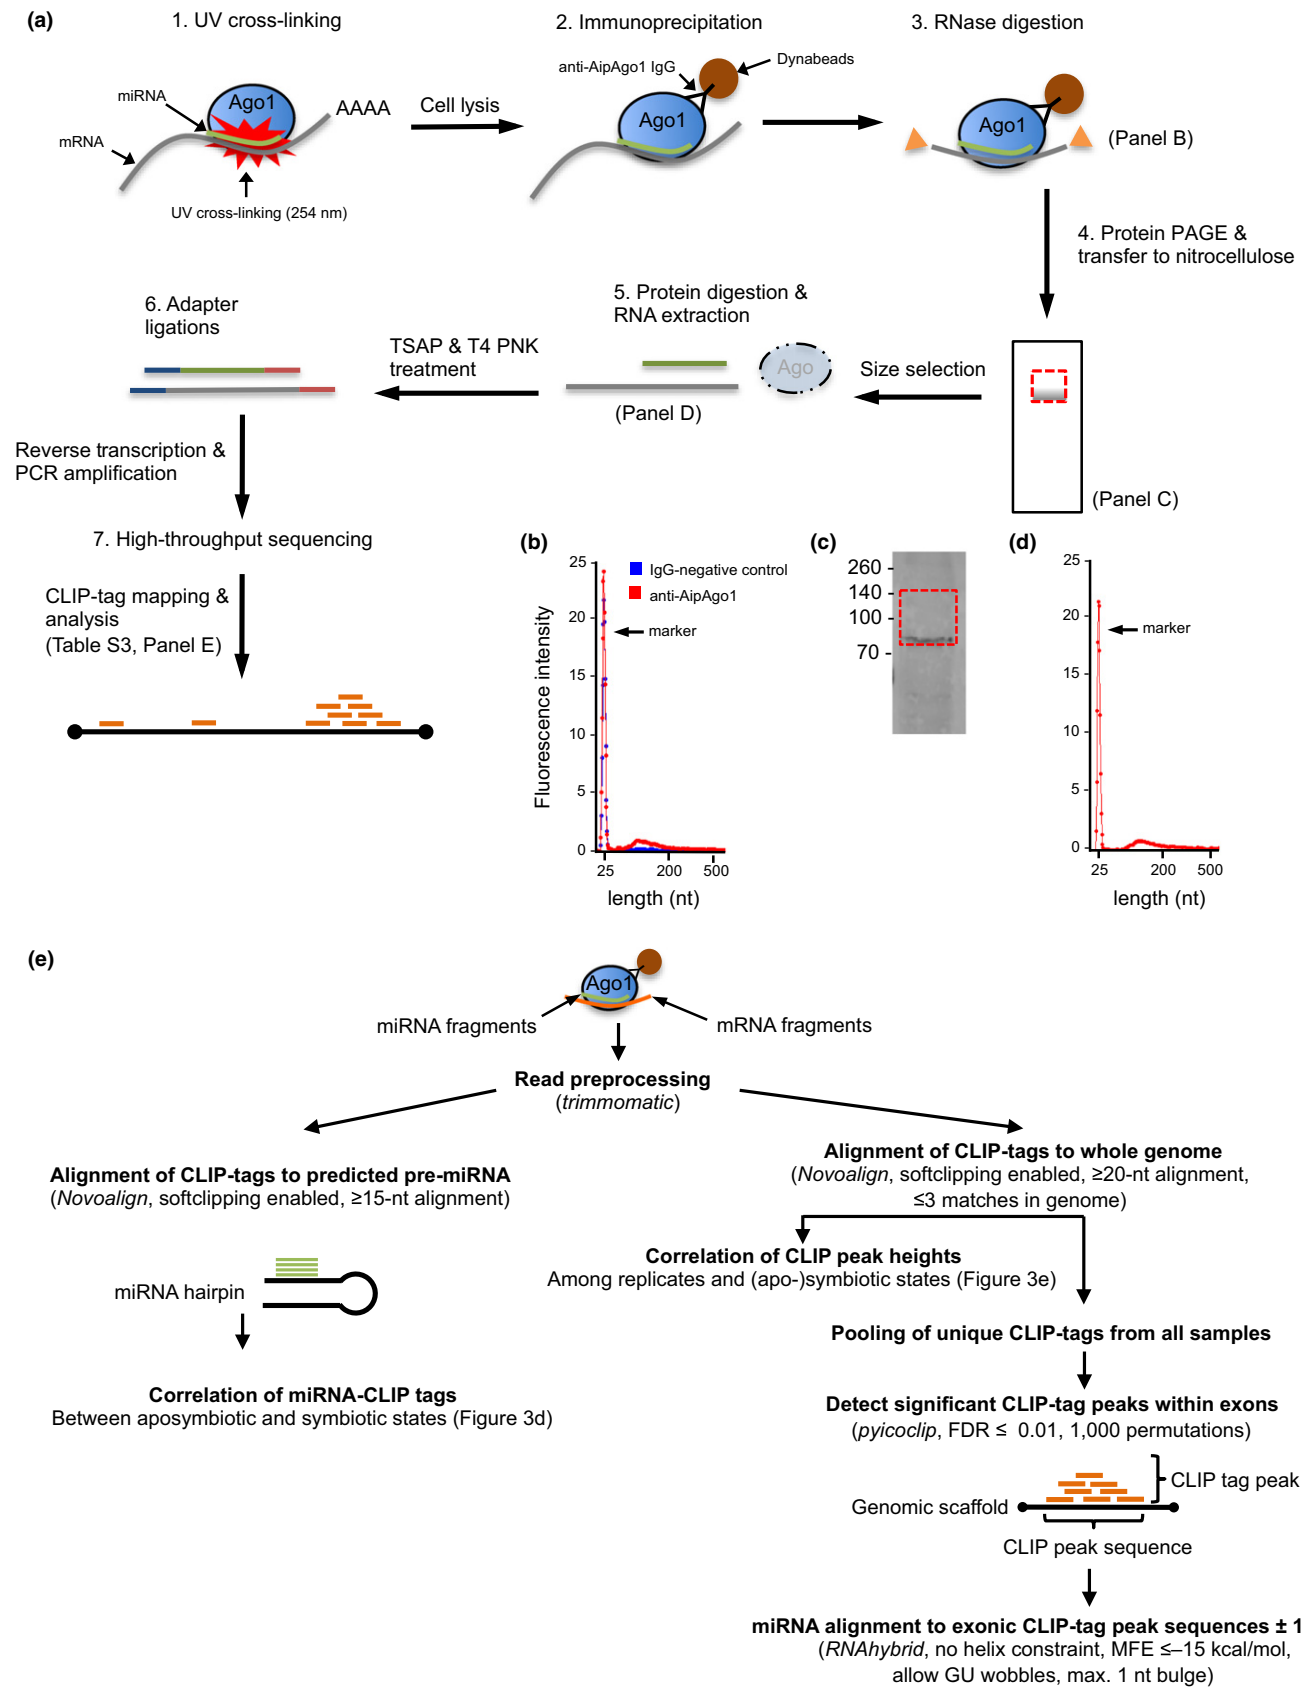 (a)
1. UV cross-linking
2. Immunoprecipitation
3. RNase digestion
miRNA
mRNA
Ago1
AAAA
UV cross-linking (254 nm)
Cell lysis
anti-AipAgo1 IgG
Dynabeads
Ago1
Ago1
(Panel B)
4. Protein PAGE &
transfer to nitrocellulose
(Panel C)
Size selection
5. Protein digestion &
RNA extraction
Ago
(Panel D)
TSAP & T4 PNK
treatment
6. Adapter
ligations
Reverse transcription &
PCR amplification
7. High-throughput sequencing
CLIP-tag mapping &
analysis
(Table S3, Panel E)
(b)
Fluorescence intensity
25
20
15
10
5
0
IgG-negative control
anti-AipAgo1
marker
25 200 500
length (nt)
(c)
260
140
100
70
(d)
25
20
15
10
5
0
marker
25 200 500
length (nt)
(e)
Ago1
miRNA fragments
mRNA fragments
Read preprocessing
(trimmomatic)
Alignment of CLIP-tags to predicted pre-miRNA
(Novoalign, softclipping enabled, ≥15-nt alignment)
miRNA hairpin
Correlation of miRNA-CLIP tags
Between aposymbiotic and symbiotic states (Figure 3d)
Alignment of CLIP-tags to whole genome
(Novoalign, softclipping enabled, ≥20-nt alignment,
≤3 matches in genome)
Correlation of CLIP peak heights
Among replicates and (apo-)symbiotic states (Figure 3e)
Pooling of unique CLIP-tags from all samples
Detect significant CLIP-tag peaks within exons
(pyicoclip, FDR ≤ 0.01, 1,000 permutations)
CLIP tag peak
Genomic scaffold
CLIP peak sequence
miRNA alignment to exonic CLIP-tag peak sequences ± 1
(RNAhybrid, no helix constraint, MFE ≤–15 kcal/mol,
allow GU wobbles, max. 1 nt bulge)